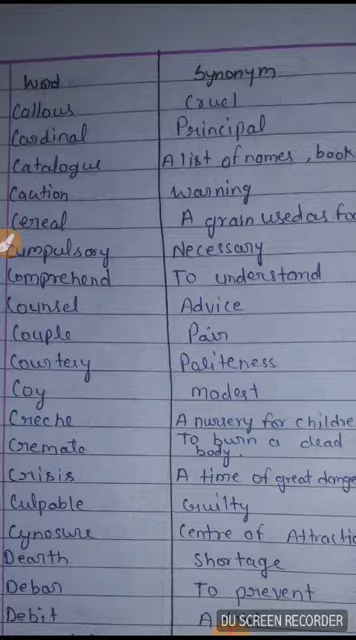 Word Synonym
Callous Cruel
Cardinal Principal
Catalogue A list of names, book
Caution Warning
Cereal A grain used as fo
Cumpulsory Necessary
Comprehend To understand
Counsel Advice
Couple Pair
Courtery Politeness
Coy modest
Creche A nursery for childre
Cremate To burn a dead
body.
Crisis A time of great dange
Culpable Guilty
Cynosure Centre of Attractio
Dearth Shortage
Debar To prevent
Debit
DU SCREEN RECORDER